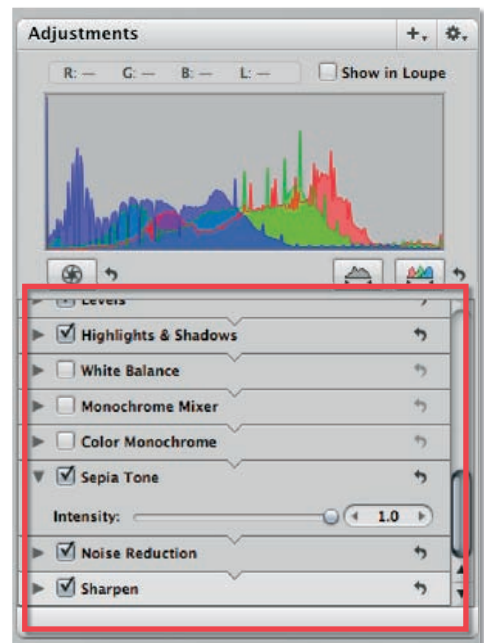 Adjustments
R: — G: — B: — L: — Show in Loupe
Levels
Highlights & Shadows
White Balance
Monochrome Mixer
Color Monochrome
Sepia Tone
Intensity: 1.0
Noise Reduction
Sharpen